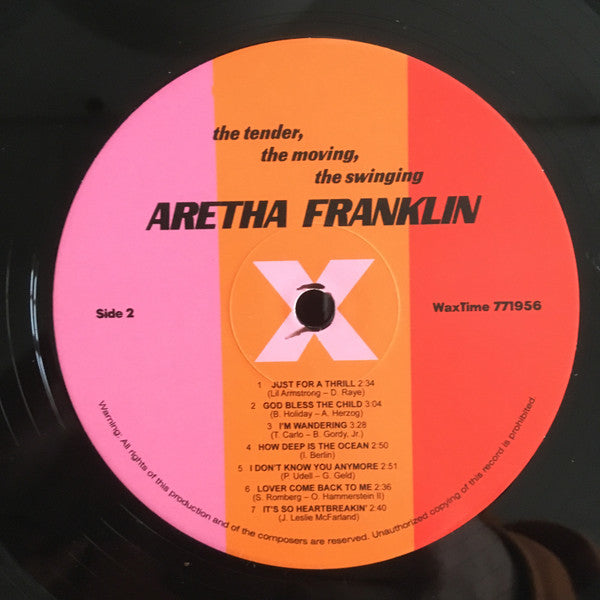 the tender,
the moving,
the swinging
ARETHA FRANKLIN
X
Side 2
WaxTime 771956
1 JUST FOR A THRILL 2:34
(Lil Armstrong – D. Raye)
2 GOD BLESS THE CHILD 3:04
(B. Holiday – A. Herzog)
3 I'M WANDERING 3.28
(T. Carlo – B. Gordy, Jr.)
4 HOW DEEP IS THE OCEAN 2:50
(I. Berlin)
5 I DON'T KNOW YOU ANYMORE 2:51
(P. Udell – G. Geld)
6 LOVER COME BACK TO ME 2:36
(S. Romberg – O. Hammerstein II)
7 IT'S SO HEARTBREAKIN' 2:40
(J. Leslie McFarland)
Warning: All rights of this production and of the composers are reserved. Unauthorized copying of this record is prohibited.